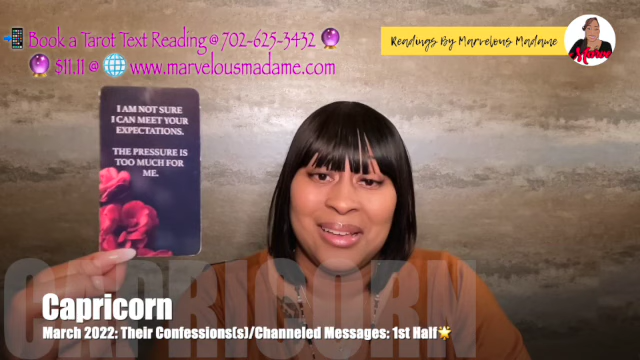 📲 Book a Tarot Text Reading @ 702-625-3432 🔮
🔮 $11.11 @ 🌐 www.marvelousmadame.com
Readings By Marvelous Madame
I AM NOT SURE
I CAN MEET YOUR
EXPECTATIONS.
THE PRESSURE IS
TOO MUCH FOR
ME.
CAPRICORN
Capricorn
March 2022: Their Confessions(s)/Channeled Messages: 1st Half🌟